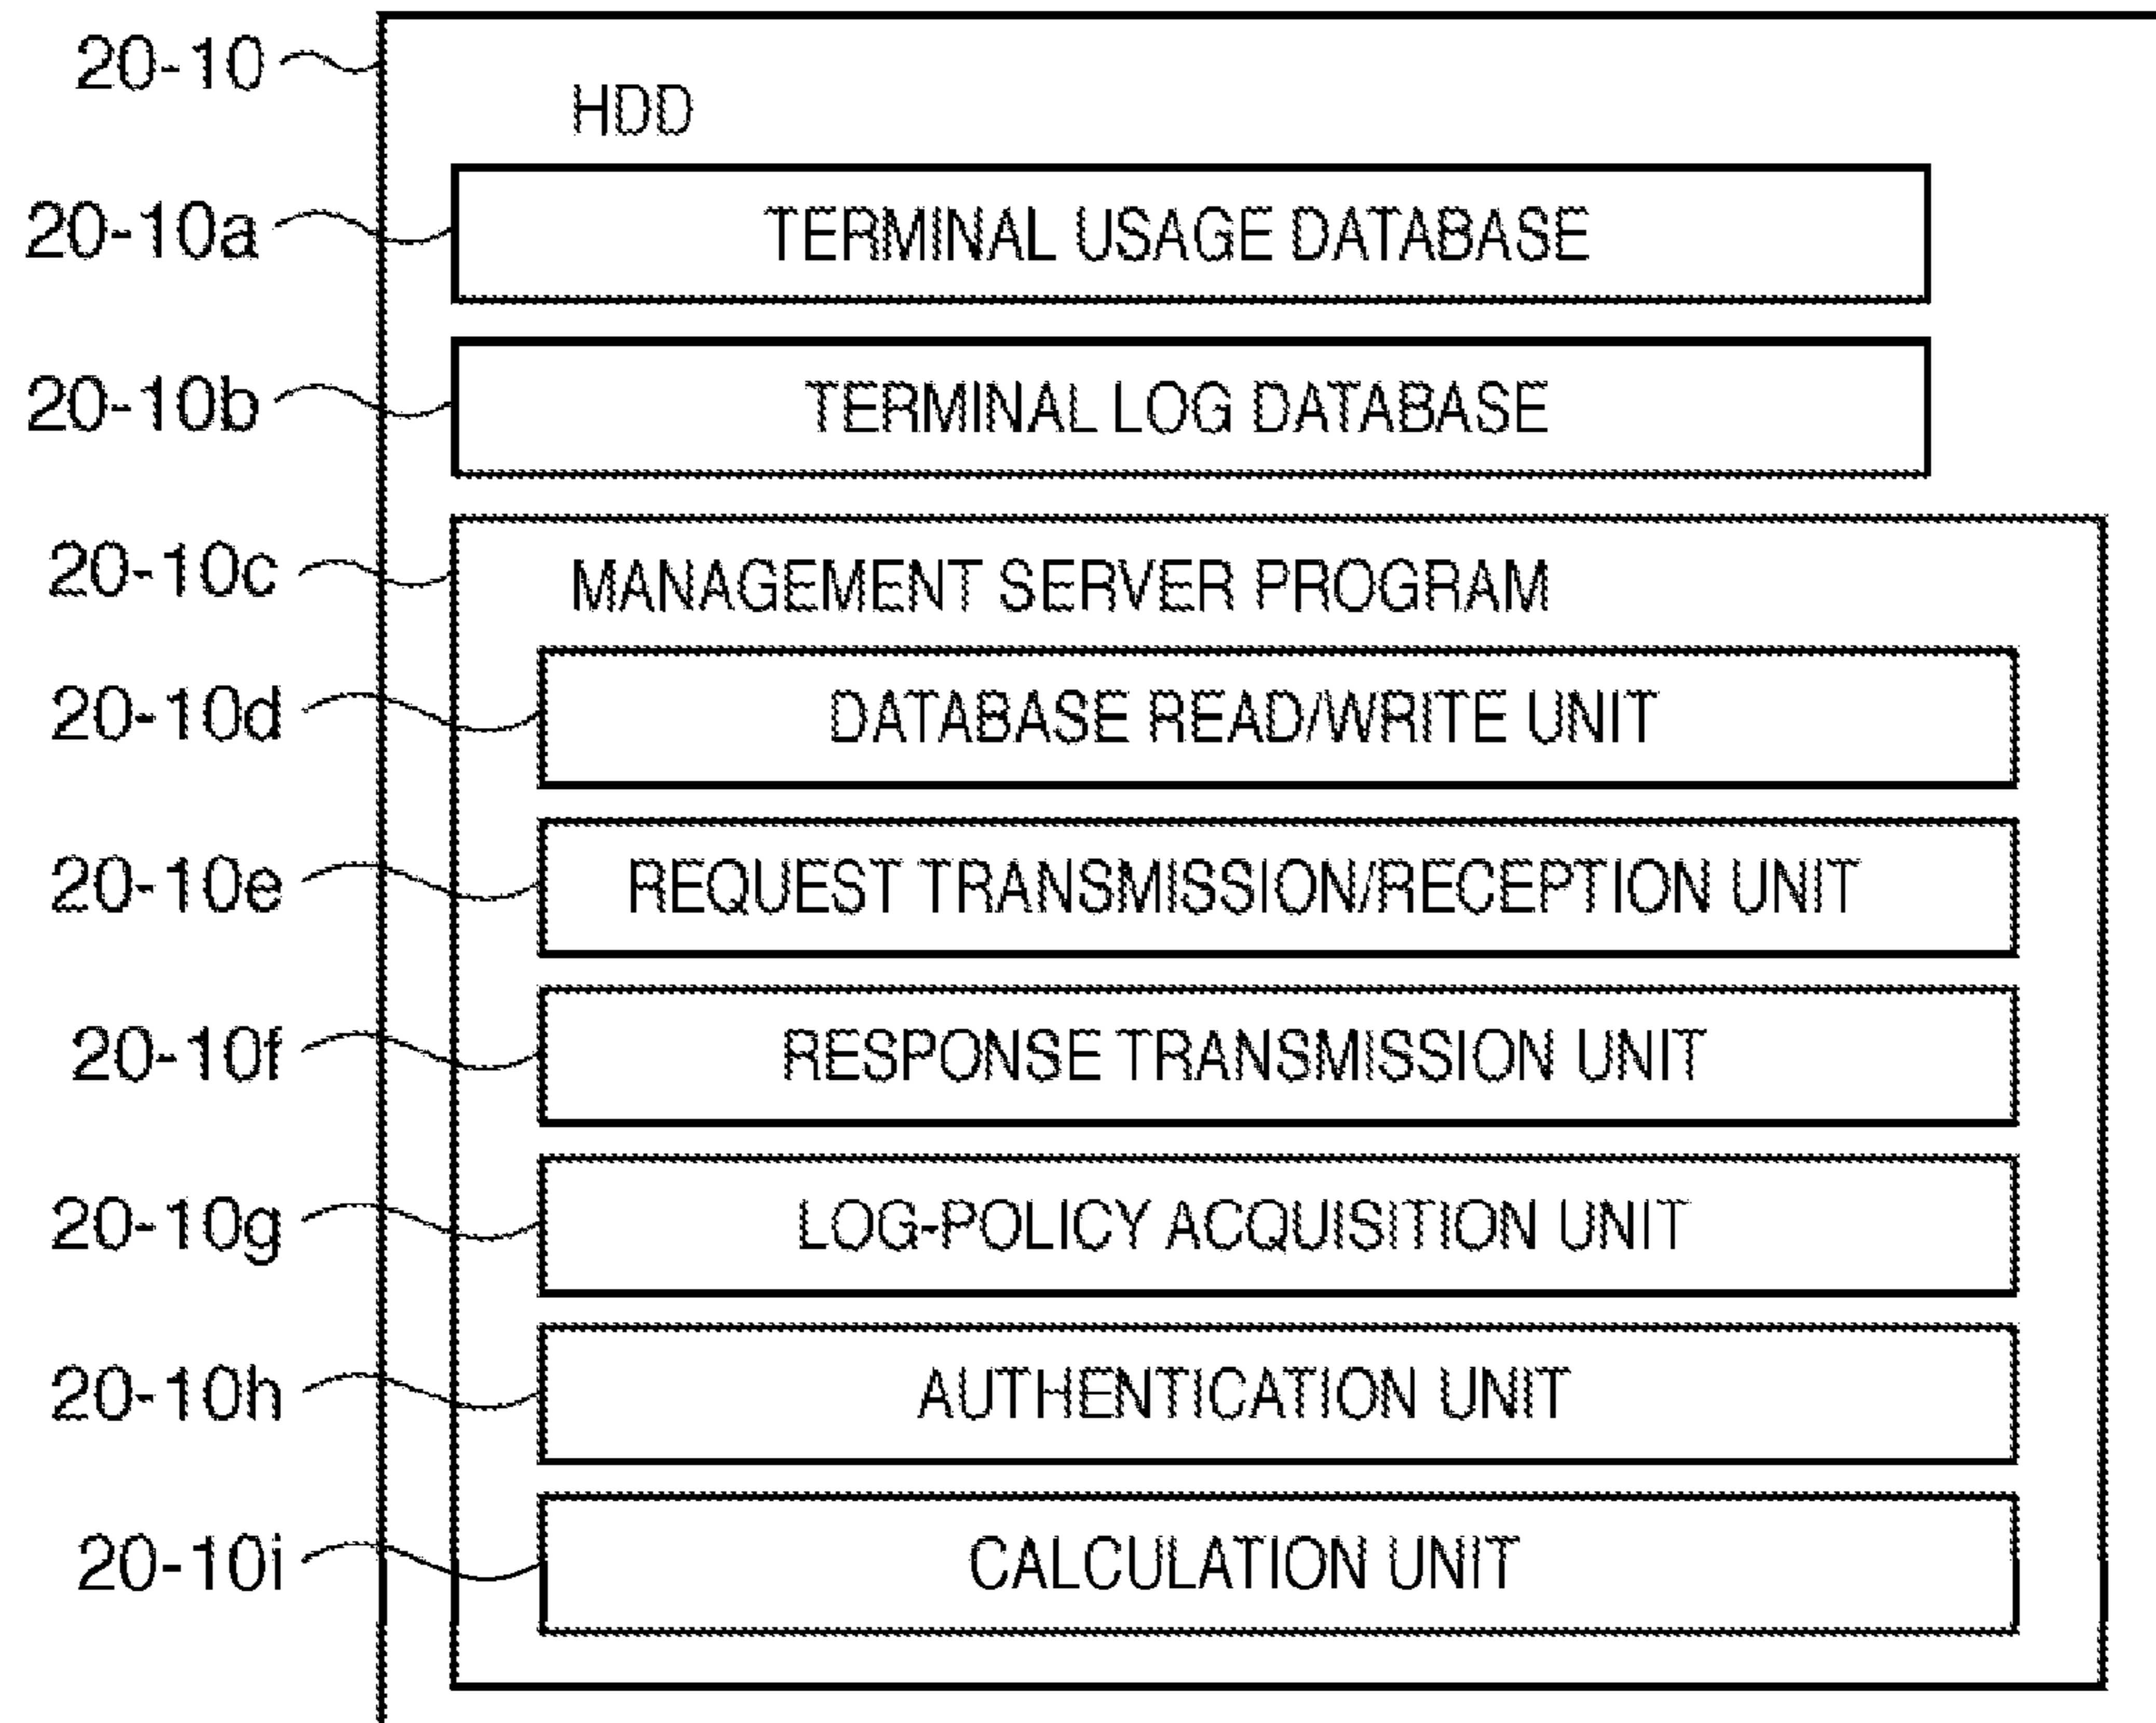 20-10
HDD
20-10a TERMINAL USAGE DATABASE
20-10b TERMINAL LOG DATABASE
20-10c MANAGEMENT SERVER PROGRAM
20-10d DATABASE READ/WRITE UNIT
20-10e REQUEST TRANSMISSION/RECEPTION UNIT
20-10f RESPONSE TRANSMISSION UNIT
20-10g LOG-POLICY ACQUISITION UNIT
20-10h AUTHENTICATION UNIT
20-10i CALCULATION UNIT